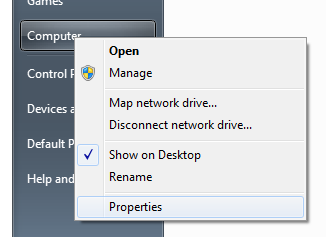 Games
Computer
Open
Manage
Control P
Map network drive...
Devices a
Disconnect network drive...
Default P
Show on Desktop
Help and
Rename
Properties